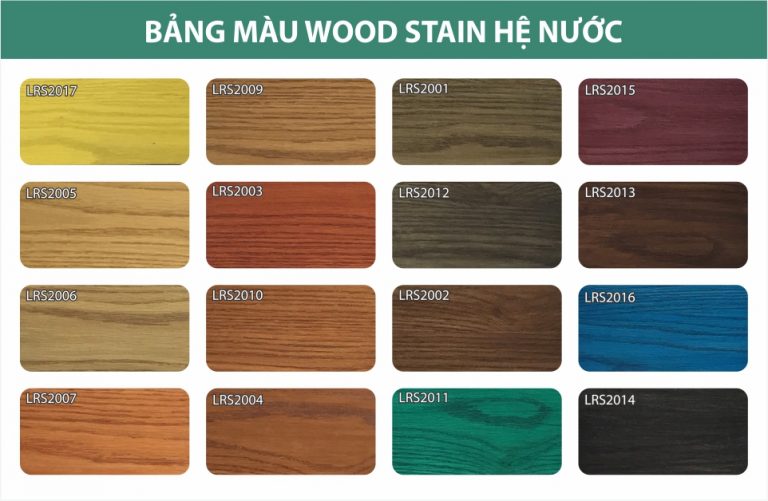 BẢNG MÀU WOOD STAIN HỆ NƯỚC
LRS2017 LRS2009 LRS2001 LRS2015
LRS2005 LRS2003 LRS2012 LRS2013
LRS2006 LRS2010 LRS2002 LRS2016
LRS2007 LRS2004 LRS2011 LRS2014